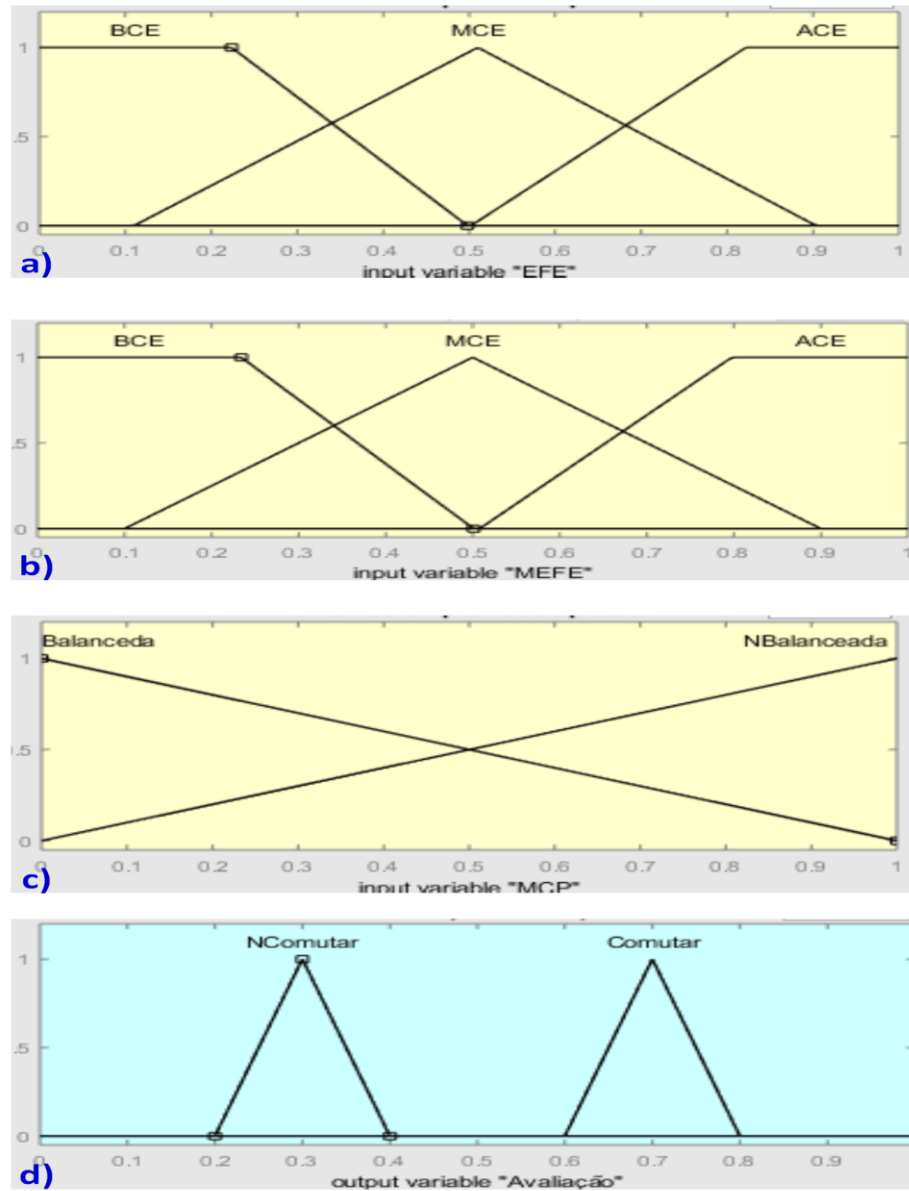 BCE MCE ACE
1
.5
0
0 0.1 0.2 0.3 0.4 0.5 0.6 0.7 0.8 0.9 1
a) input variable "EFE"
BCE MCE ACE
1
.5
0
0 0.1 0.2 0.3 0.4 0.5 0.6 0.7 0.8 0.9 1
b) input variable "MEFE"
Balanceda NBalanceada
1
0.5
0
0 0.1 0.2 0.3 0.4 0.5 0.6 0.7 0.8 0.9 1
c) input variable "MCP"
NComutar Comutar
1
.5
0
0 0.1 0.2 0.3 0.4 0.5 0.6 0.7 0.8 0.9
d) output variable "Avaliação"